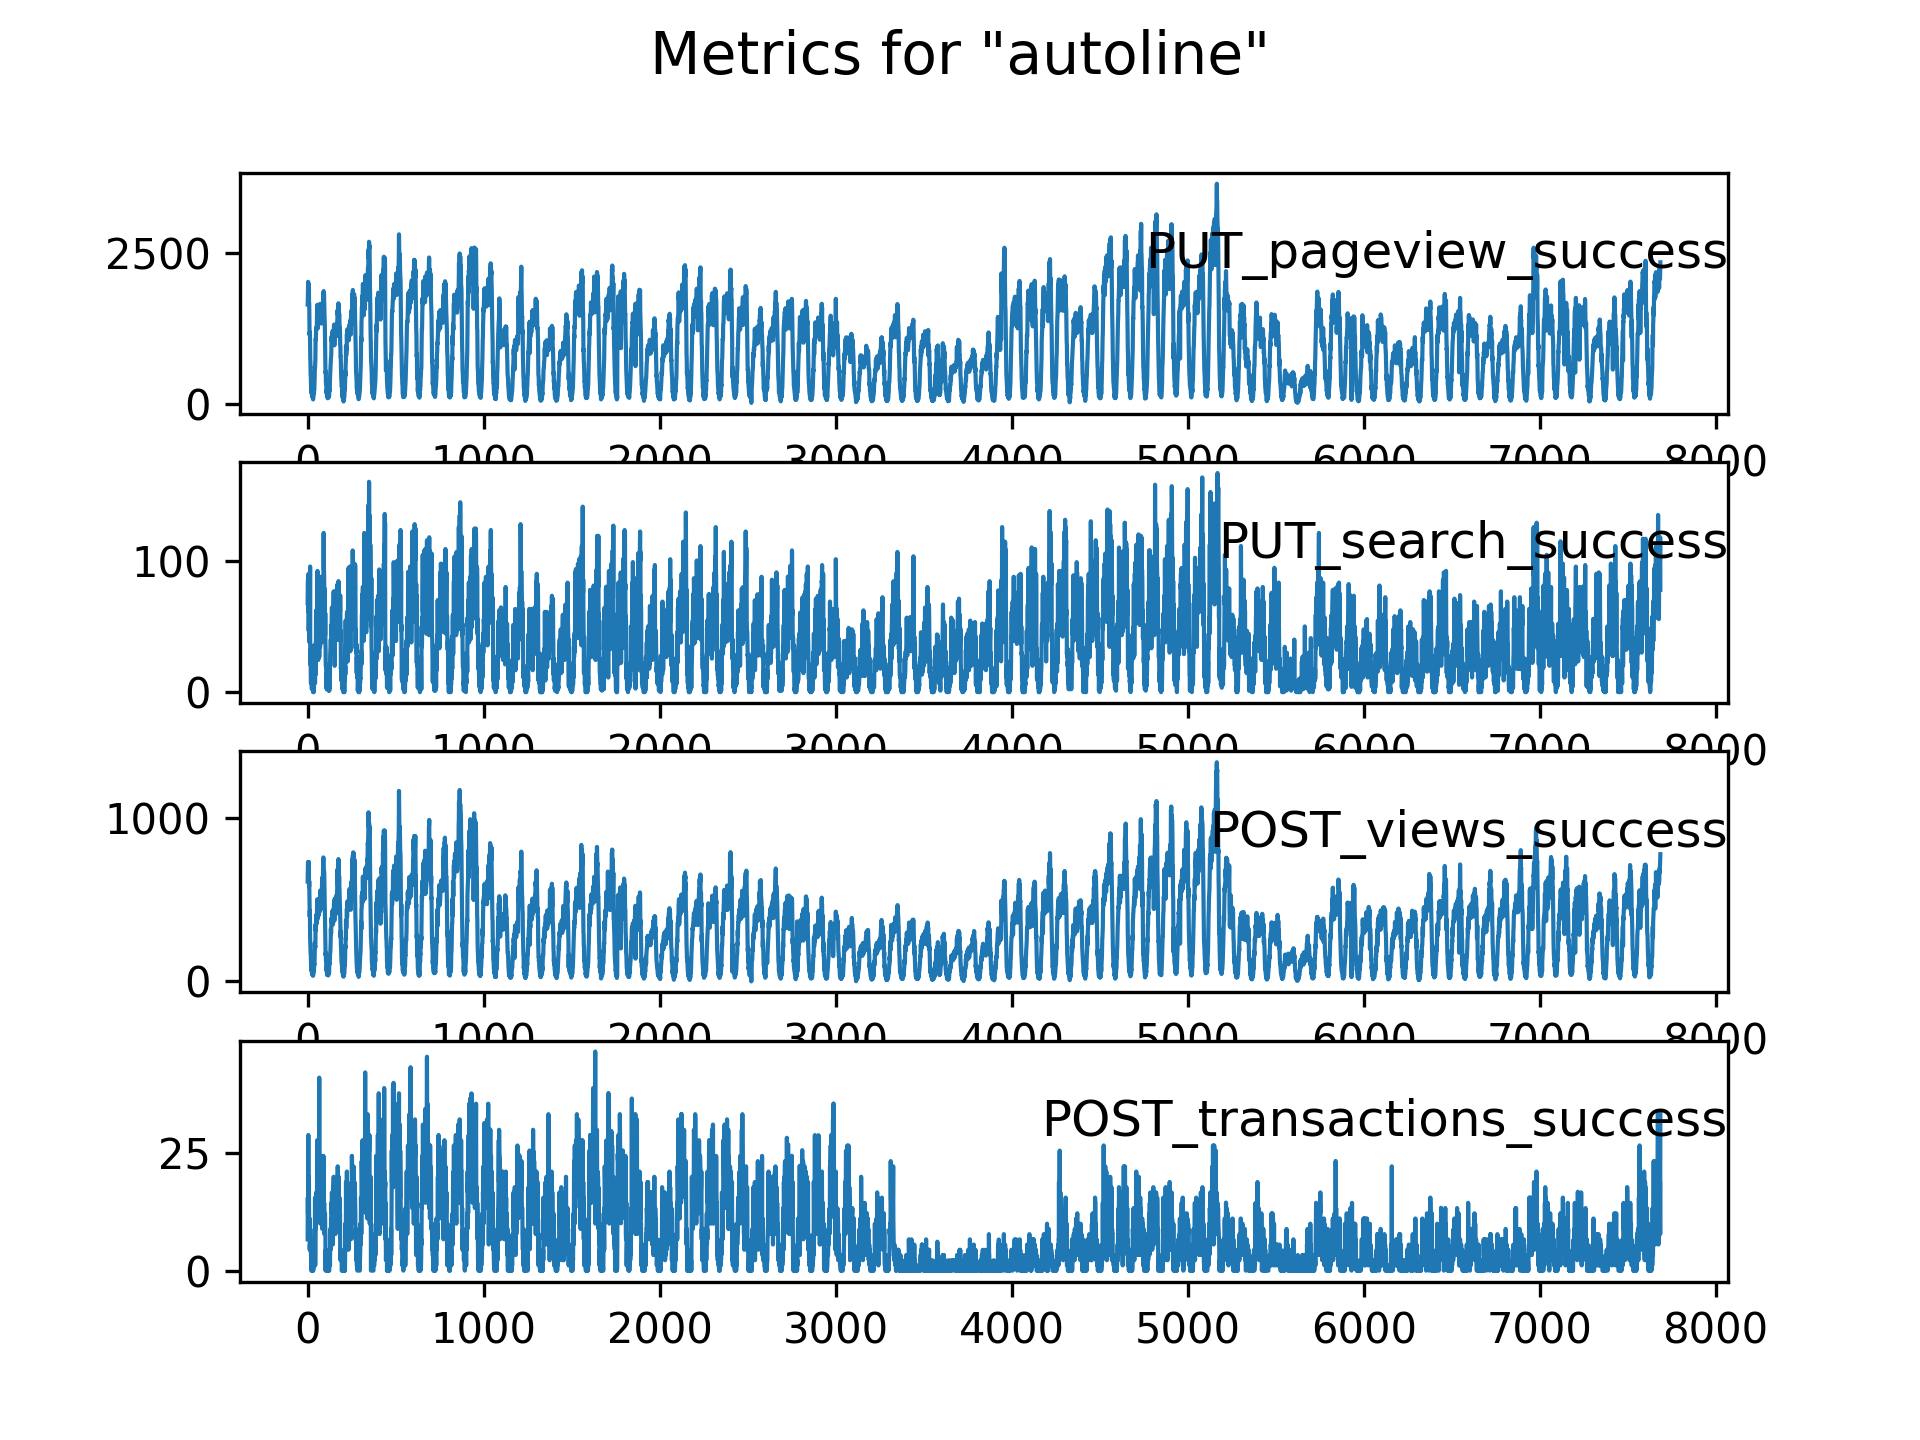 Metrics for "autoline"
PUT_pageview_success
2500
0
0 1000 2000 3000 4000 5000 6000 7000 8000
PUT_search_success
100
0
0 1000 2000 3000 4000 5000 6000 7000 8000
POST_views_success
1000
0
0 1000 2000 3000 4000 5000 6000 7000 8000
POST_transactions_success
25
0
0 1000 2000 3000 4000 5000 6000 7000 8000